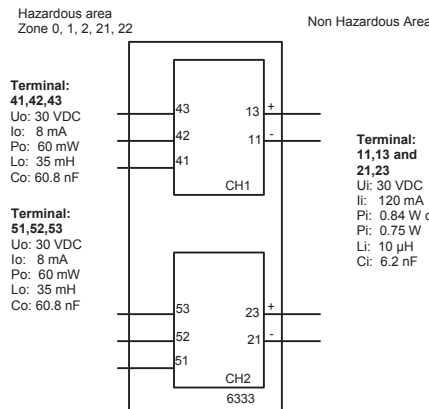 Hazardous area
Zone 0, 1, 2, 21, 22
Non Hazardous Area
Terminal:
41,42,43
Uo: 30 VDC
Io: 8 mA
Po: 60 mW
Lo: 35 mH
Co: 60.8 nF
43
42
41
13
+
11
-
CH1
Terminal:
11,13 and
21,23
Ui: 30 VDC
Ii: 120 mA
Pi: 0.84 W
Pi: 0.75 W
Li: 10 µH
Ci: 6.2 nF
Terminal:
51,52,53
Uo: 30 VDC
Io: 8 mA
Po: 60 mW
Lo: 35 mH
Co: 60.8 nF
53
52
51
23
+
21
-
CH2
6333